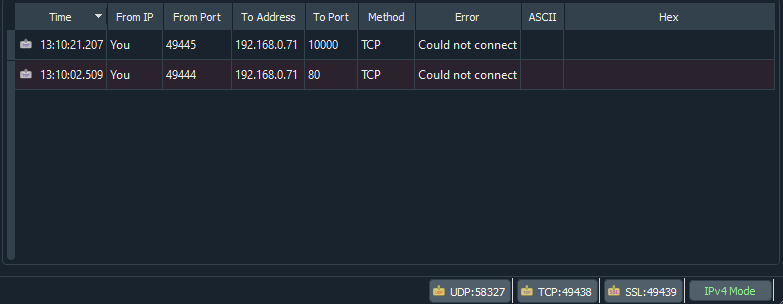 Time From IP From Port To Address To Port Method Error ASCII Hex
13:10:21.207 You 49445 192.168.0.71 10000 TCP Could not connect
13:10:02.509 You 49444 192.168.0.71 80 TCP Could not connect
UDP:58327 TCP:49438 SSL:49439 IPv4 Mode